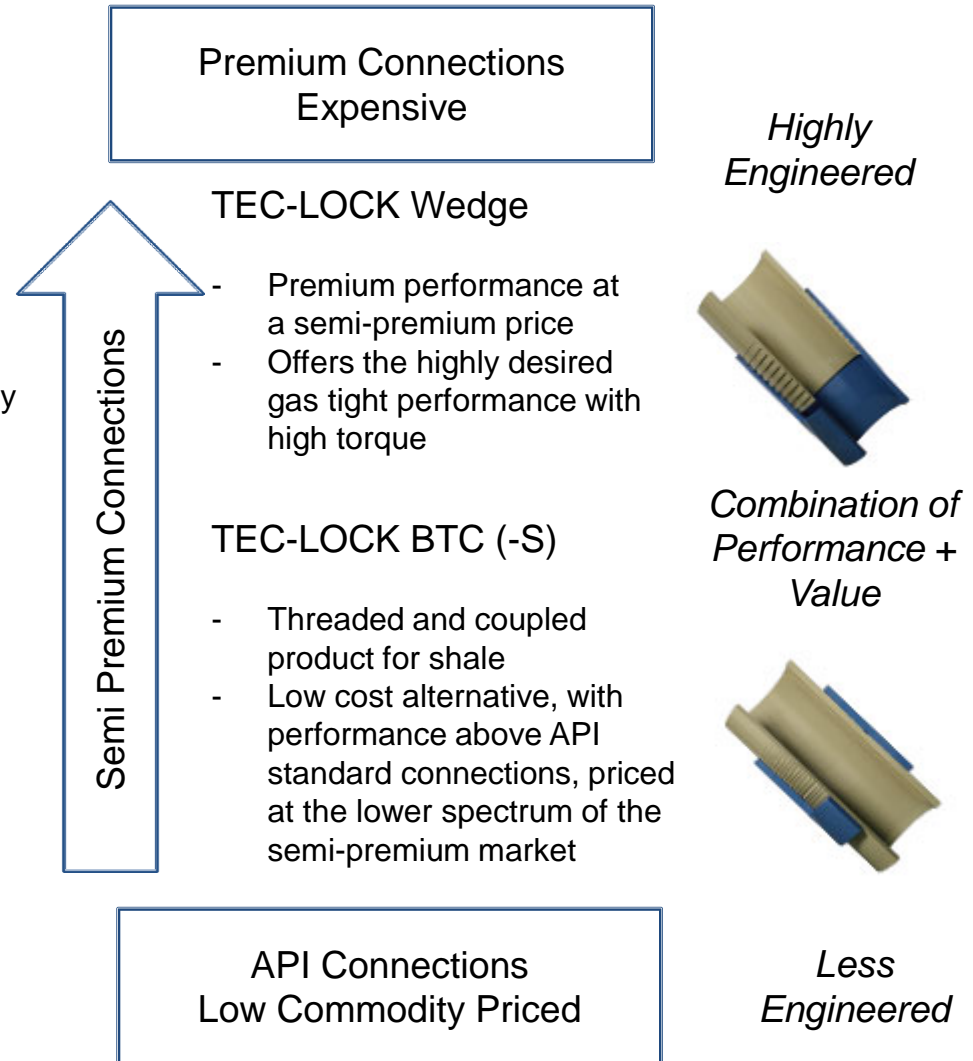 Premium Connections
Expensive
Highly
Engineered
TEC-LOCK Wedge
- Premium performance at
a semi-premium price
- Offers the highly desired
gas tight performance with
high torque
y
Semi Premium Connections
Combination of
Performance +
Value
TEC-LOCK BTC (-S)
- Threaded and coupled
product for shale
- Low cost alternative, with
performance above API
standard connections, priced
at the lower spectrum of the
semi-premium market
API Connections
Low Commodity Priced
Less
Engineered